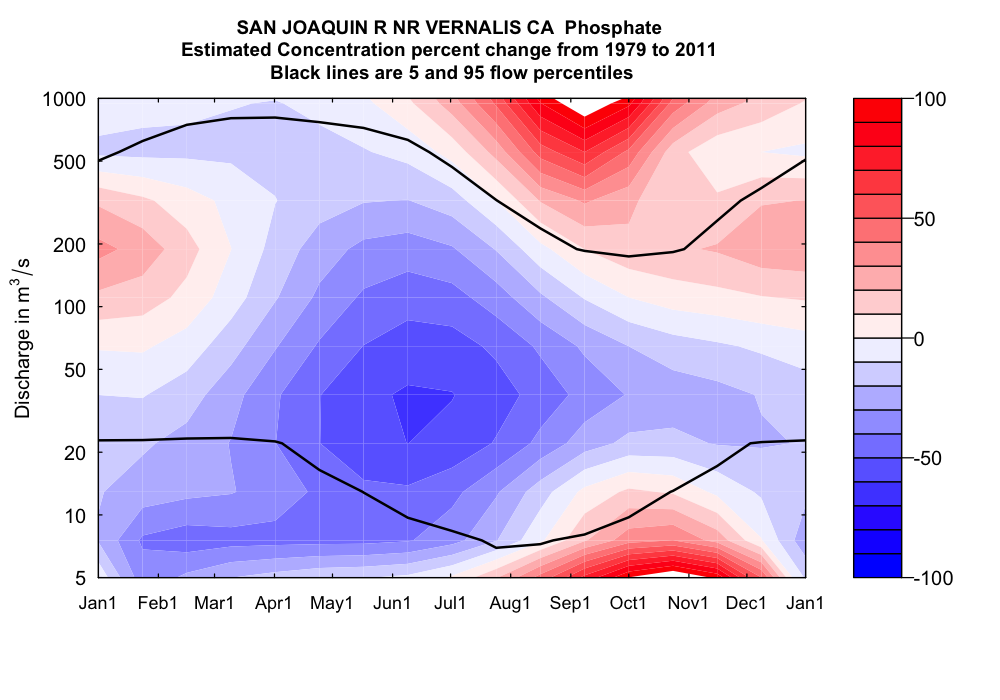 SAN JOAQUIN R NR VERNALIS CA  Phosphate
Estimated Concentration percent change from 1979 to 2011
Black lines are 5 and 95 flow percentiles
Discharge in m³/s
1000
500
200
100
50
20
10
5
Jan1 Feb1 Mar1 Apr1 May1 Jun1 Jul1 Aug1 Sep1 Oct1 Nov1 Dec1 Jan1
100
50
0
-50
-100